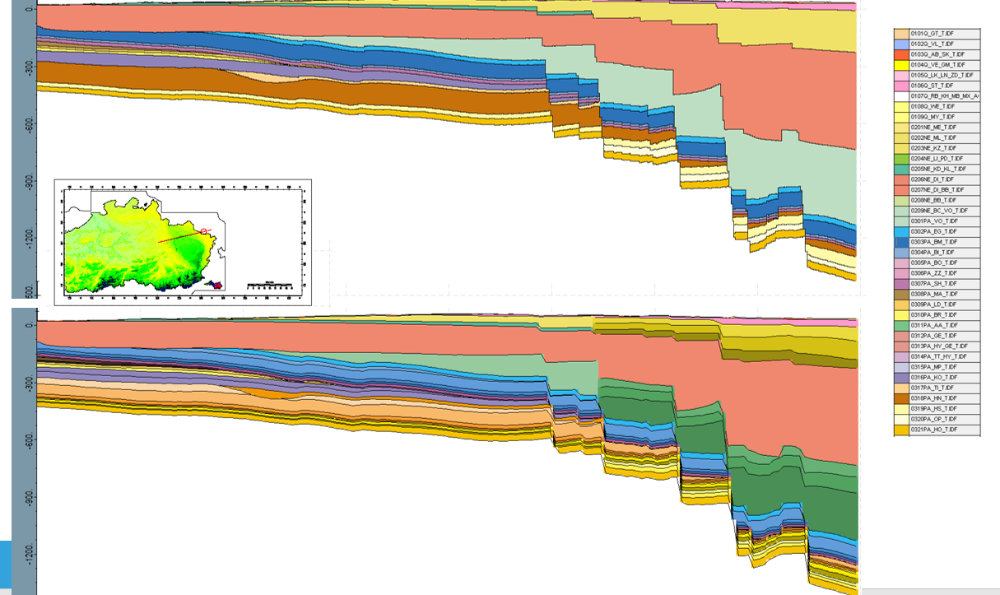 0.
-300.
-600.
-900.
-1200.
500.
0.
-300.
-600.
-900.
-1200.
0101Q_GT_T.IDF
0102Q_VL_T.IDF
0103Q_AB_SK_T.IDF
0104Q_VE_GM_T.IDF
0105Q_LK_LN_ZD_T.IDF
0106Q_ST_T.IDF
0107Q_RB_KH_MB_MX_A
0108Q_WE_T.IDF
0109Q_MY_T.IDF
0201NE_ME_T.IDF
0202NE_ML_T.IDF
0203NE_KZ_T.IDF
0204NE_LI_PD_T.IDF
0205NE_KD_KL_T.IDF
0206NE_DI_T.IDF
0207NE_DI_BB_T.IDF
0208NE_BB_T.IDF
0209NE_BC_VO_T.IDF
0301PA_VO_T.IDF
0302PA_EG_T.IDF
0303PA_BM_T.IDF
0304PA_BI_T.IDF
0305PA_BO_T.IDF
0306PA_ZZ_T.IDF
0307PA_SH_T.IDF
0308PA_MA_T.IDF
0309PA_LD_T.IDF
0310PA_BR_T.IDF
0311PA_AA_T.IDF
0312PA_GE_T.IDF
0313PA_HY_GE_T.IDF
0314PA_TT_HY_T.IDF
0315PA_MP_T.IDF
0316PA_KO_T.IDF
0317PA_TI_T.IDF
0318PA_HN_T.IDF
0319PA_HS_T.IDF
0320PA_OP_T.IDF
0321PA_HO_T.IDF